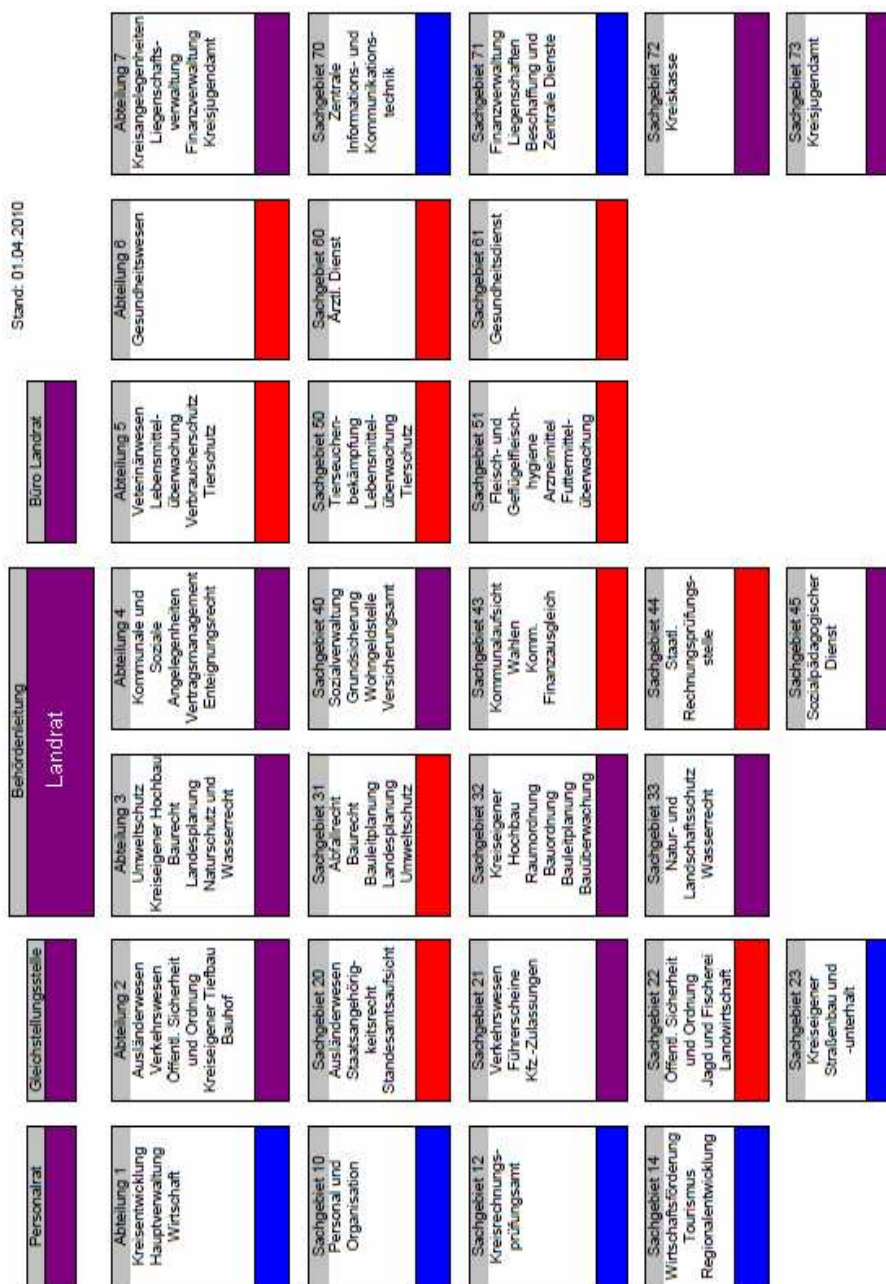 Stand: 01.04.2010
Behördenleitung
Landrat
Personalrat
Gleichstellungsstelle
Büro Landrat
Abteilung 1
Kreisentwicklung
Hauptverwaltung
Wirtschaft
Abteilung 2
Ausländerwesen
Verkehrswesen
Öffentl. Sicherheit
und Ordnung
Kreiseigener Tiefbau
Bauhof
Abteilung 3
Umweltschutz
Kreiseigener Hochbau
Baurecht
Landesplanung
Naturschutz und
Wasserrecht
Abteilung 4
Kommunale und
Soziale
Angelegenheiten
Vertragsmanagement
Enteignungsrecht
Abteilung 5
Veterinärwesen
Lebensmittel-
überwachung
Verbraucherschutz
Tierschutz
Abteilung 6
Gesundheitswesen
Abteilung 7
Kreisangelegenheiten
Liegenschafts-
verwaltung
Finanzverwaltung
Kreisjugendamt
Sachgebiet 10
Personal und
Organisation
Sachgebiet 20
Ausländerwesen
Staatsangehörig-
keitsrecht
Standesamtsaufsicht
Sachgebiet 31
Abfallrecht
Baurecht
Bauleitplanung
Landesplanung
Umweltschutz
Sachgebiet 40
Sozialverwaltung
Grundsicherung
Wohngeldstelle
Versicherungsamt
Sachgebiet 50
Tierseuchen-
bekämpfung
Lebensmittel-
überwachung
Tierschutz
Sachgebiet 60
Ärztl. Dienst
Sachgebiet 70
Zentrale
Informations- und
Kommunikations-
technik
Sachgebiet 12
Kreisrechnungs-
prüfungsamt
Sachgebiet 21
Verkehrswesen
Führerscheine
Kfz.-Zulassungen
Sachgebiet 32
Kreiseigener
Hochbau
Raumordnung
Bauordnung
Bauleitplanung
Bauüberwachung
Sachgebiet 43
Kommunalaufsicht
Wahlen
Komm.
Finanzausgleich
Sachgebiet 51
Fleisch- und
Geflügelfleisch-
hygiene
Arzneimittel
Futtermittel-
überwachung
Sachgebiet 61
Gesundheitsdienst
Sachgebiet 71
Finanzverwaltung
Liegenschaften
Beschaffung und
Zentrale Dienste
Sachgebiet 14
Wirtschaftsförderung
Tourismus
Regionalentwicklung
Sachgebiet 22
Öffentl. Sicherheit
und Ordnung
Jagd und Fischerei
Landwirtschaft
Sachgebiet 33
Natur- und
Landschaftsschutz
Wasserrecht
Sachgebiet 44
Staatl.
Rechnungsprüfungs-
stelle
Sachgebiet 72
Kreiskasse
Sachgebiet 23
Kreiseigener
Straßenbau und
-unterhalt
Sachgebiet 45
Sozialpädagogischer
Dienst
Sachgebiet 73
Kreisjugendamt